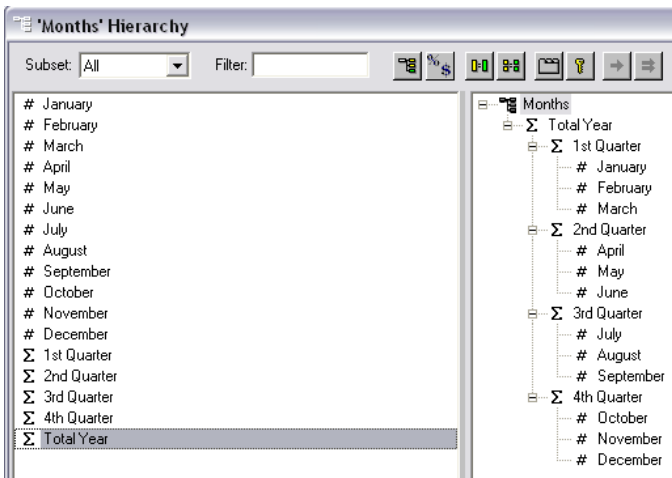 'Months' Hierarchy
Subset: All Filter: % $
# January
# February
# March
# April
# May
# June
# July
# August
# September
# October
# November
# December
Σ 1st Quarter
Σ 2nd Quarter
Σ 3rd Quarter
Σ 4th Quarter
Σ Total Year
Months
Σ Total Year
Σ 1st Quarter
# January
# February
# March
Σ 2nd Quarter
# April
# May
# June
Σ 3rd Quarter
# July
# August
# September
Σ 4th Quarter
# October
# November
# December